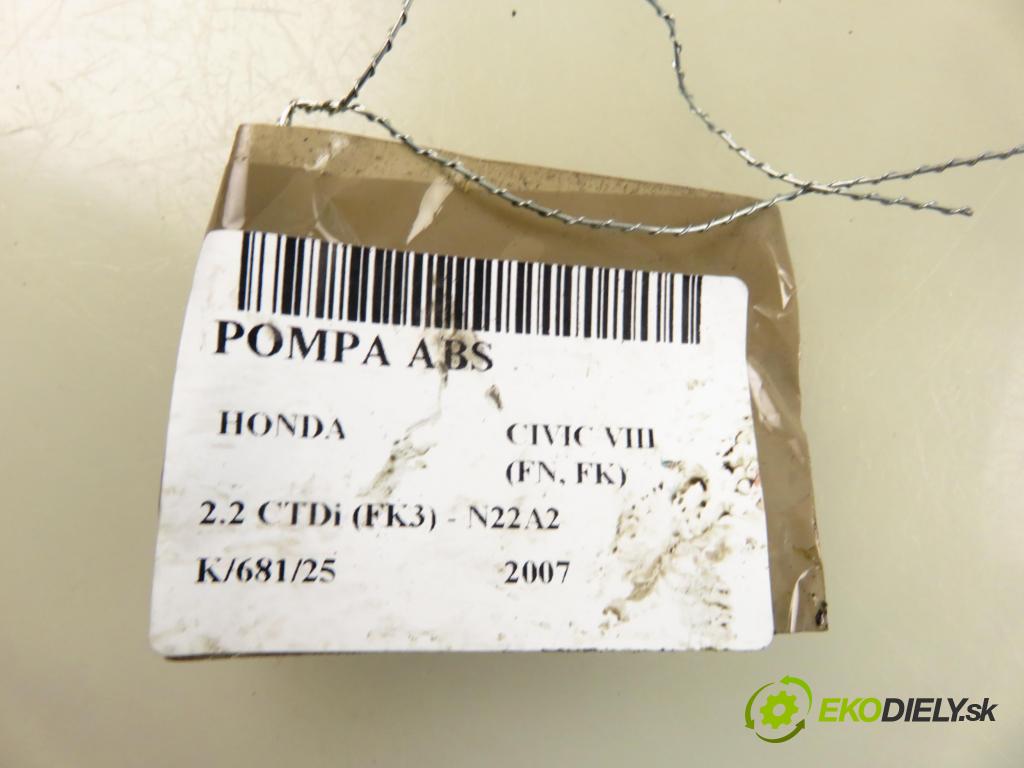 POMPA ABS
HONDA CIVIC VIII
(FN, FK)
2.2 CTDi (FK3) - N22A2
K/681/25 2007
EKODIELY.sk